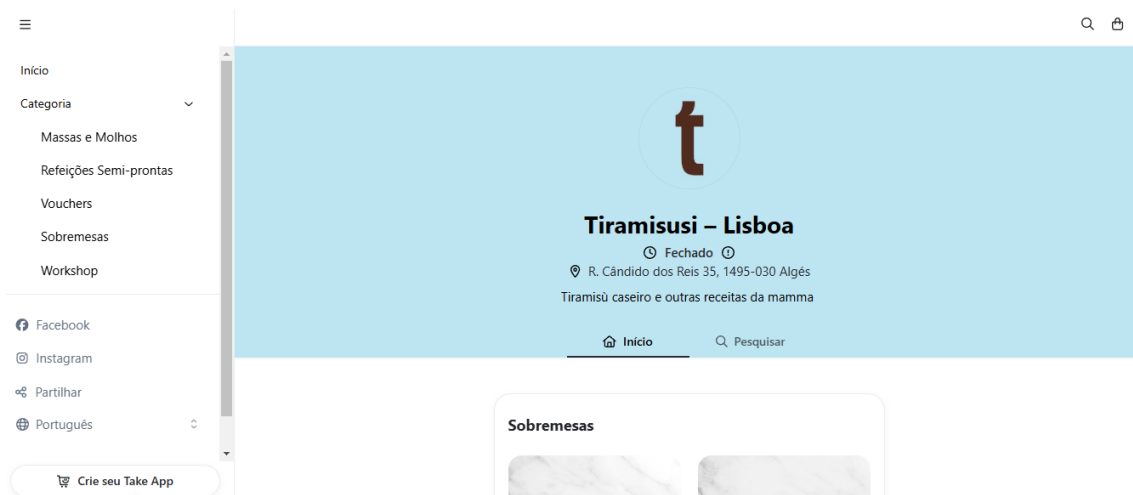 Início
Categoria
Massas e Molhos
Refeições Semi-prontas
Vouchers
Sobremesas
Workshop
Facebook
Instagram
Partilhar
Português
Crie seu Take App
t
Tiramisusi – Lisboa
Fechado
R. Cândido dos Reis 35, 1495-030 Algés
Tiramisù caseiro e outras receitas da mamma
Início Pesquisar
Sobremesas